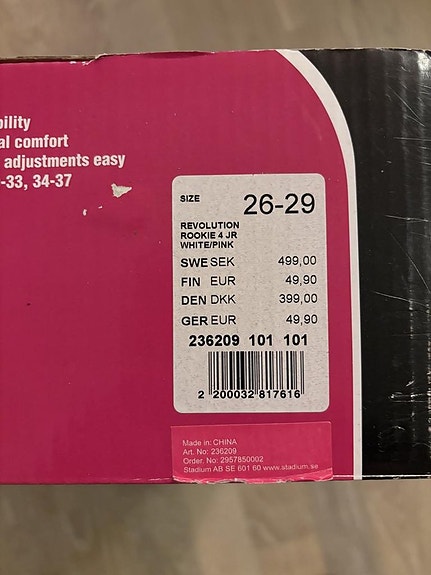 al comfort
adjustments easy
-33, 34-37
SIZE 26-29
REVOLUTION
ROOKIE 4 JR
WHITE/PINK
SWE SEK 499,00
FIN EUR 49,90
DEN DKK 399,00
GER EUR 49,90
236209 101 101
2 200032 817616
Made in: CHINA
Art. No: 236209
Order. No: 2957850002
Stadium AB SE 601 60 www.stadium.se